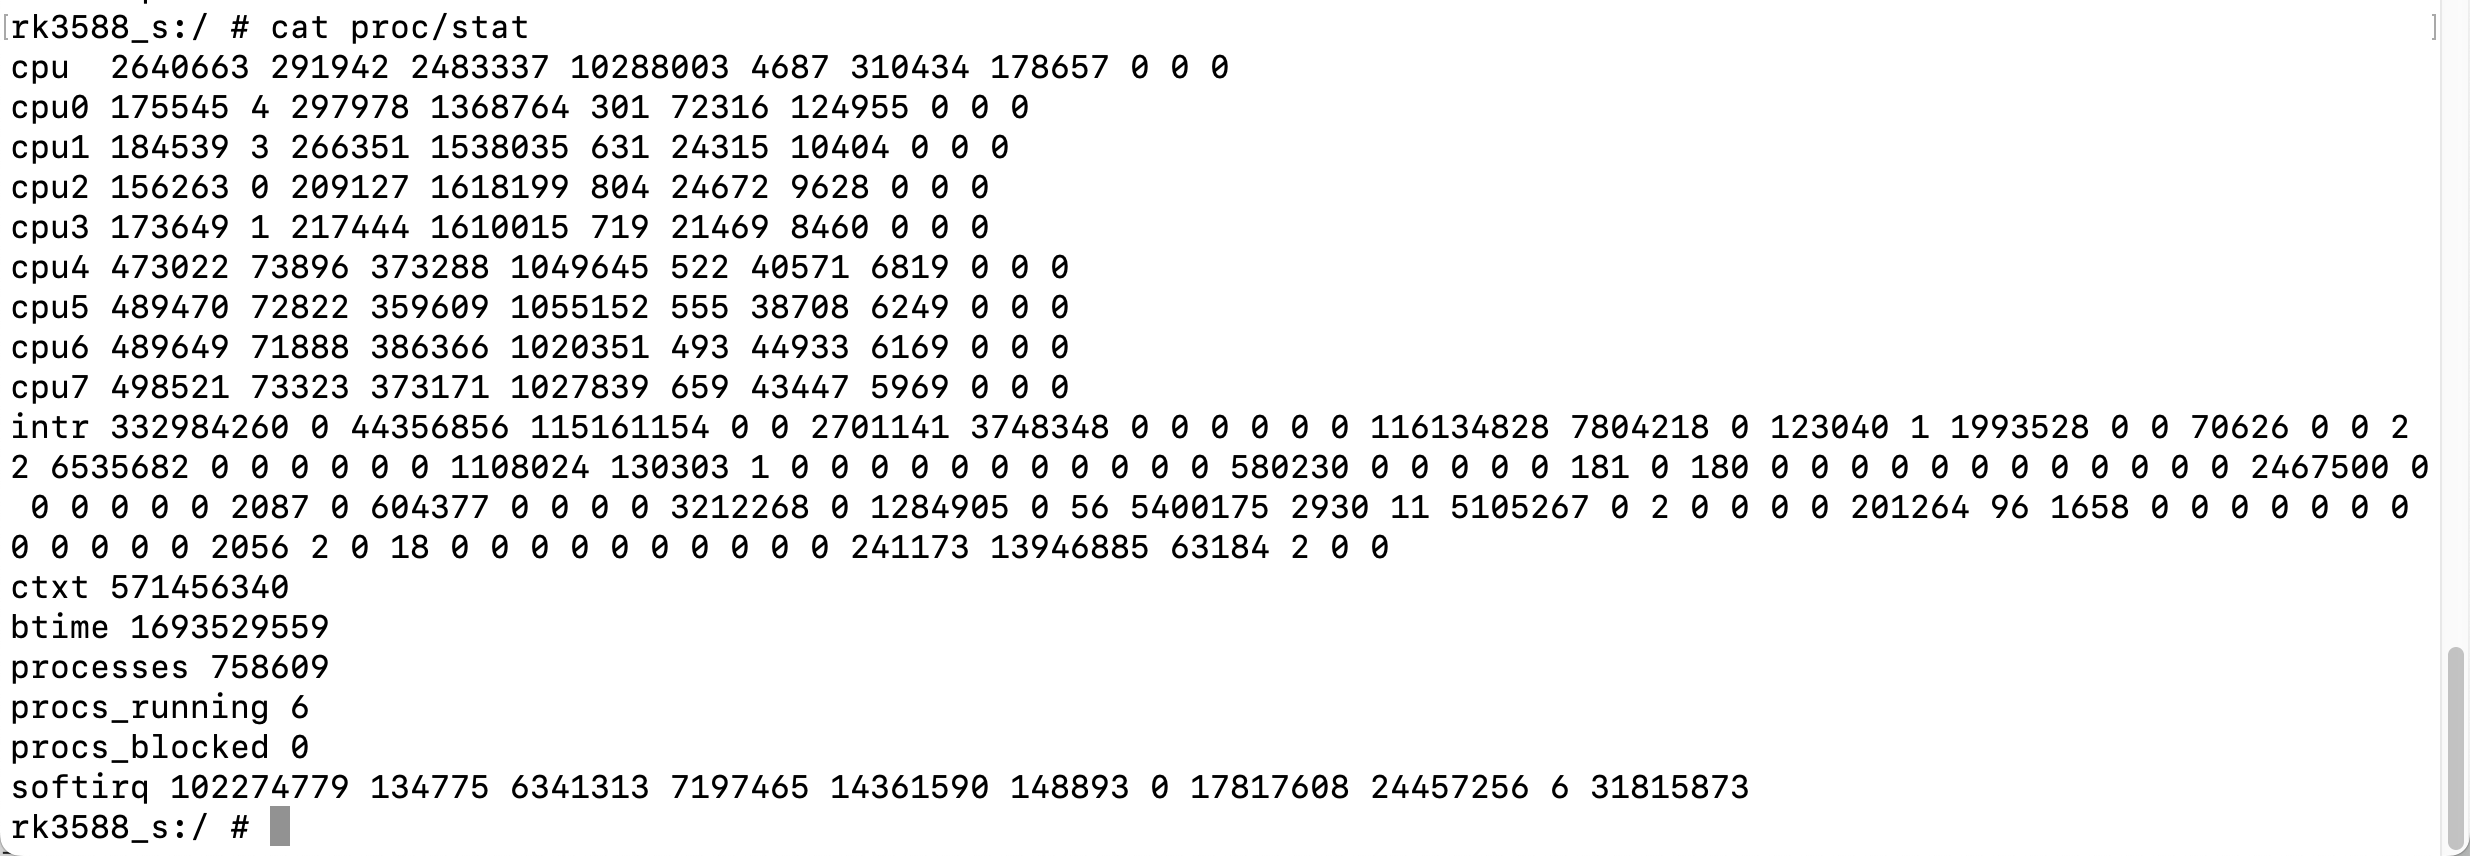 rk3588_s:/ # cat proc/stat
cpu  2640663 291942 2483337 10288003 4687 310434 178657 0 0 0
cpu0 175545 4 297978 1368764 301 72316 124955 0 0 0
cpu1 184539 3 266351 1538035 631 24315 10404 0 0 0
cpu2 156263 0 209127 1618199 804 24672 9628 0 0 0
cpu3 173649 1 217444 1610015 719 21469 8460 0 0 0
cpu4 473022 73896 373288 1049645 522 40571 6819 0 0 0
cpu5 489470 72822 359609 1055152 555 38708 6249 0 0 0
cpu6 489649 71888 386366 1020351 493 44933 6169 0 0 0
cpu7 498521 73323 373171 1027839 659 43447 5969 0 0 0
intr 332984260 0 44356856 115161154 0 0 2701141 3748348 0 0 0 0 0 0 116134828 7804218 0 123040 1 1993528 0 0 70626 0 0 2
2 6535682 0 0 0 0 0 0 1108024 130303 1 0 0 0 0 0 0 0 0 0 0 0 580230 0 0 0 0 0 181 0 180 0 0 0 0 0 0 0 0 0 0 0 0 2467500 0
 0 0 0 0 0 2087 0 604377 0 0 0 0 3212268 0 1284905 0 56 5400175 2930 11 5105267 0 2 0 0 0 0 201264 96 1658 0 0 0 0 0 0 0
0 0 0 0 0 2056 2 0 18 0 0 0 0 0 0 0 0 0 0 241173 13946885 63184 2 0 0
ctxt 571456340
btime 1693529559
processes 758609
procs_running 6
procs_blocked 0
softirq 102274779 134775 6341313 7197465 14361590 148893 0 17817608 24457256 6 31815873
rk3588_s:/ #